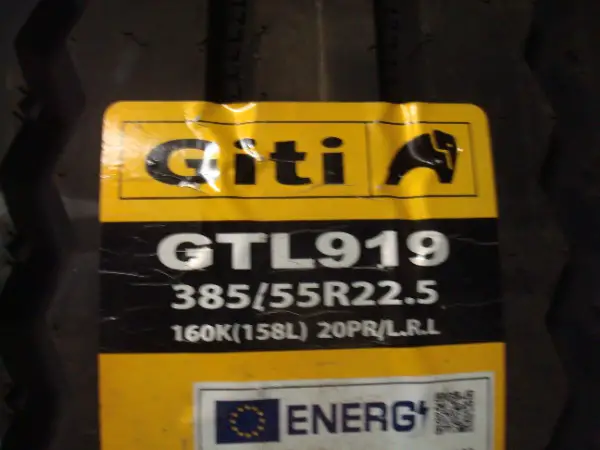 Giti
GTL919
385/55R22.5
160K(158L) 20PR/L.R.L
ENERG